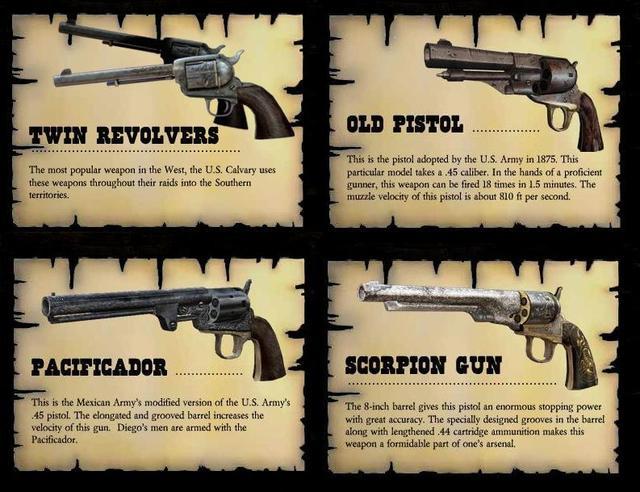 TWIN REVOLVERS
The most popular weapon in the West, the U.S. Calvary uses
these weapons throughout their raids into the Southern
territories.
OLD PISTOL
This is the pistol adopted by the U.S. Army in 1875. This
particular model takes a .45 caliber. In the hands of a proficient
gunner, this weapon can be fired 18 times in 1.5 minutes. The
muzzle velocity of this pistol is about 810 ft per second.
PACIFICADOR
This is the Mexican Army's modified version of the U.S. Army's
.45 pistol. The elongated and grooved barrel increases the
velocity of this gun. Diego's men are armed with the
Pacificador.
SCORPION GUN
The 8-inch barrel gives this pistol an enormous stopping power
with great accuracy. The specially designed grooves in the barrel
along with lengthened .44 cartridge ammunition makes this
weapon a formidable part of one's arsenal.